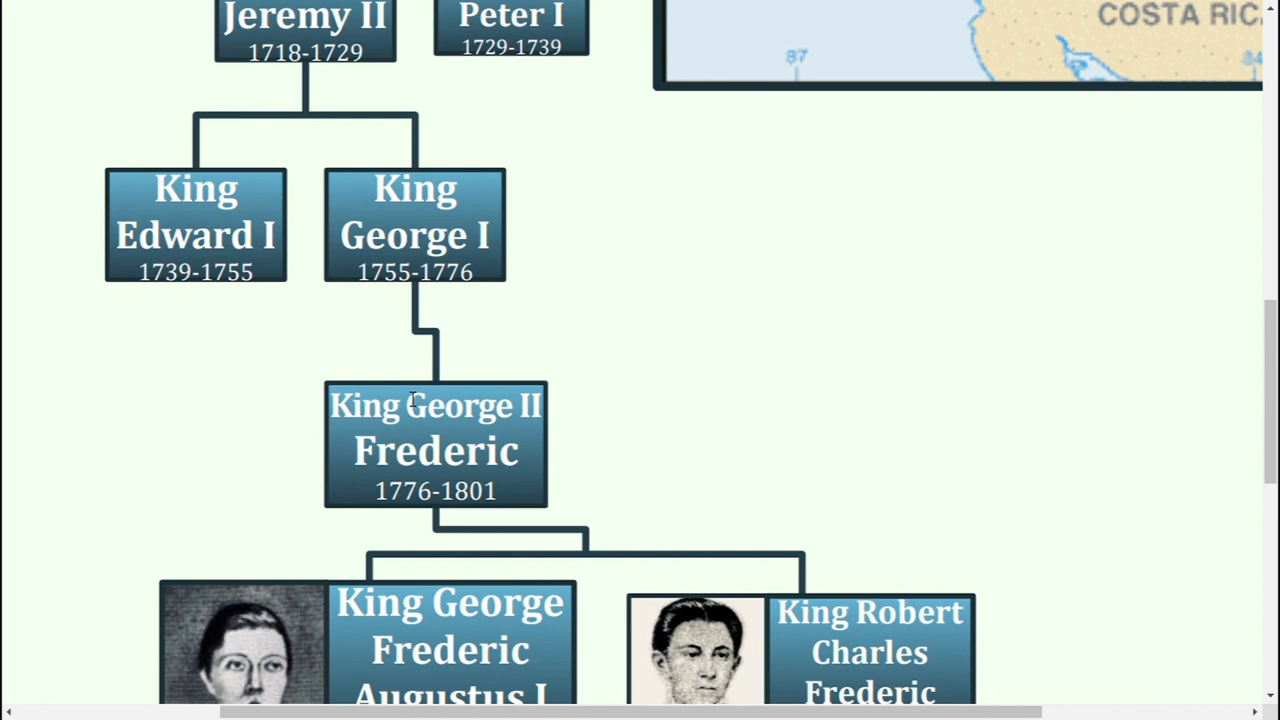 Jeremy II
1718-1729
Peter I
1729-1739
COSTA RIC
87
84
King
Edward I
1739-1755
King
George I
1755-1776
King George II
Frederic
1776-1801
King George
Frederic
Augustus I
King Robert
Charles
Frederic